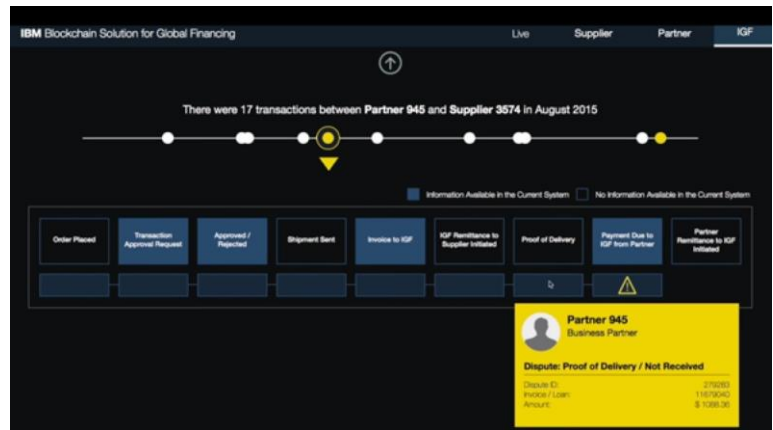 IBM Blockchain Solution for Global Financing
Live
Supplier
Partner
IGF
There were 17 transactions between Partner 945 and Supplier 3574 in August 2015
Information Available in the Current System
No Information Available in the Current System
Order Placed
Transaction
Approval Request
Approved /
Rejected
Shipment Sent
Invoice to IGF
IGF Remittance to
Supplier Initiated
Proof of Delivery
Payment Due to
IGF from Partner
Partner
Remittance to IGF
Initiated
Partner 945
Business Partner
Dispute: Proof of Delivery / Not Received
Dispute ID:
Invoice / Loan:
Amount:
$ 1088.36